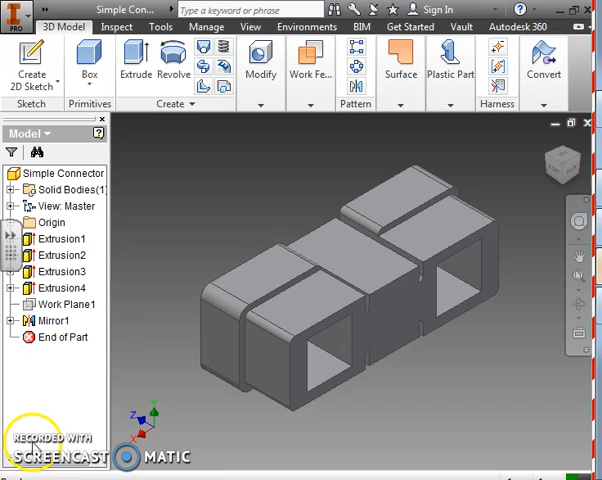 Simple Con...
Type a keyword or phrase
Sign In
PRO
3D Model
Inspect
Tools
Manage
View
Environments
BIM
Get Started
Vault
Autodesk 360
Create
2D Sketch
Box
Extrude
Revolve
Modify
Work Fe...
Surface
Plastic Part
Convert
Sketch
Primitives
Create
Pattern
Harness
Model
Simple Connector
Solid Bodies(1)
View: Master
Origin
Extrusion1
Extrusion2
Extrusion3
Extrusion4
Work Plane1
Mirror1
End of Part
Z
Y
X
RECORDED WITH
SCREENCAST MATIC